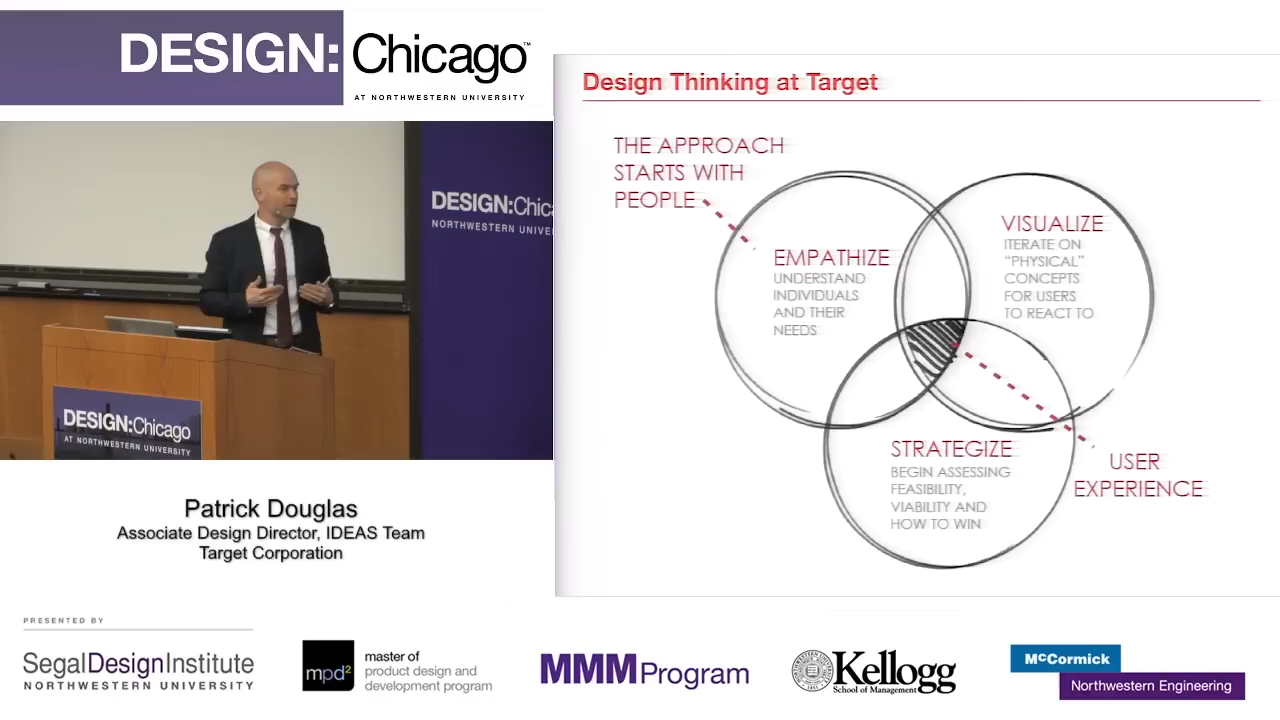 DESIGN:Chicago™
AT NORTHWESTERN UNIVERSITY
DESIGN:Chica
NORTHWESTERN UNIVE
DESIGN:Chicago
AT NORTHWESTERN UNIVERSITY
Patrick Douglas
Associate Design Director, IDEAS Team
Target Corporation
Design Thinking at Target
THE APPROACH
STARTS WITH
PEOPLE
EMPATHIZE
UNDERSTAND
INDIVIDUALS
AND THEIR
NEEDS
VISUALIZE
ITERATE ON
"PHYSICAL"
CONCEPTS
FOR USERS
TO REACT TO
STRATEGIZE
BEGIN ASSESSING
FEASIBILITY,
VIABILITY AND
HOW TO WIN
USER
EXPERIENCE
PRESENTED BY
SegalDesignInstitute
NORTHWESTERN UNIVERSITY
mpd²
master of
product design and
development program
MMM Program
Kellogg
School of Management
McCormick
Northwestern Engineering